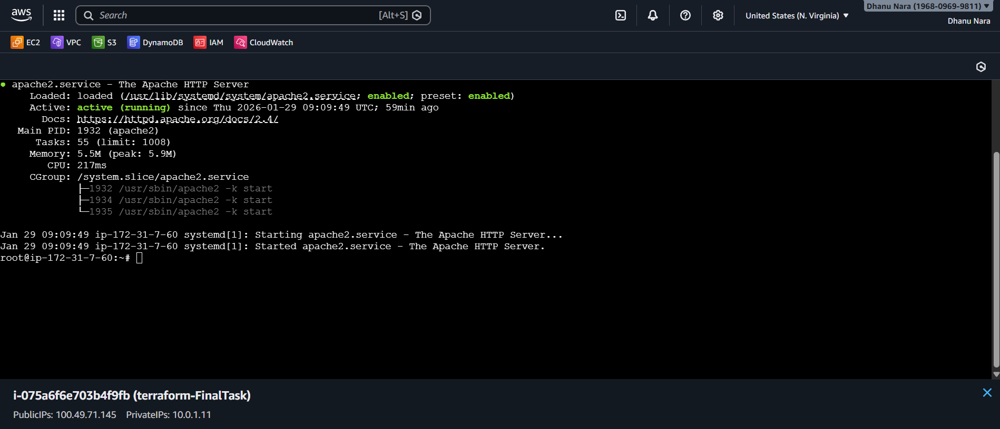 aws
Search [Alt+S]
United States (N. Virginia) ▼
Dhanu Nara (1968-0969-9811) ▼
Dhanu Nara
EC2 VPC S3 DynamoDB IAM CloudWatch
● apache2.service - The Apache HTTP Server
Loaded: loaded (/usr/lib/systemd/system/apache2.service; enabled; preset: enabled)
Active: active (running) since Thu 2026-01-29 09:09:49 UTC; 59min ago
Docs: https://httpd.apache.org/docs/2.4/
Main PID: 1932 (apache2)
Tasks: 55 (limit: 1008)
Memory: 5.5M (peak: 5.9M)
CPU: 217ms
CGroup: /system.slice/apache2.service
├─1932 /usr/sbin/apache2 -k start
├─1934 /usr/sbin/apache2 -k start
└─1935 /usr/sbin/apache2 -k start
Jan 29 09:09:49 ip-172-31-7-60 systemd[1]: Starting apache2.service - The Apache HTTP Server...
Jan 29 09:09:49 ip-172-31-7-60 systemd[1]: Started apache2.service - The Apache HTTP Server.
root@ip-172-31-7-60:~#
i-075a6f6e703b4f9fb (terraform-FinalTask)
PublicIPs: 100.49.71.145 PrivateIPs: 10.0.1.11